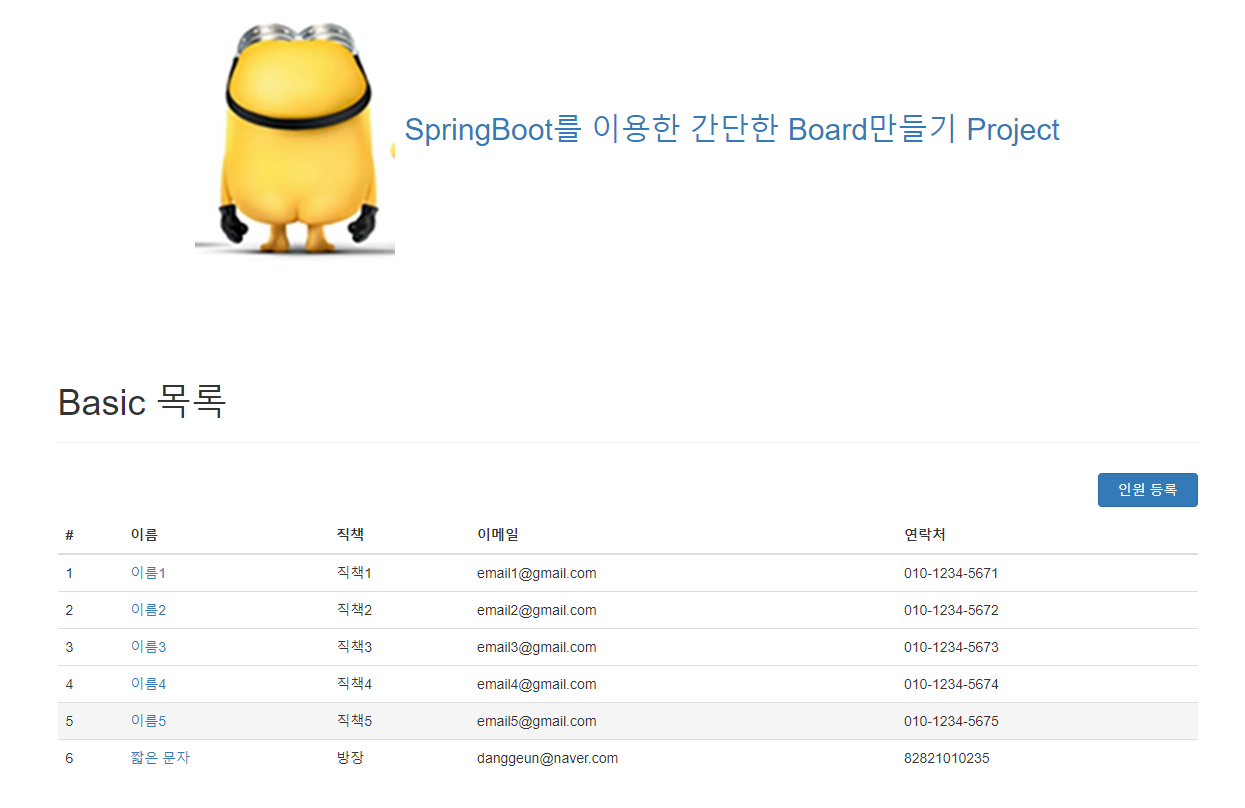 SpringBoot를 이용한 간단한 Board만들기 Project
Basic 목록
인원 등록
# 이름 직책 이메일 연락처
1 이름1 직책1 email1@gmail.com 010-1234-5671
2 이름2 직책2 email2@gmail.com 010-1234-5672
3 이름3 직책3 email3@gmail.com 010-1234-5673
4 이름4 직책4 email4@gmail.com 010-1234-5674
5 이름5 직책5 email5@gmail.com 010-1234-5675
6 짧은 문자 방장 danggeun@naver.com 82821010235